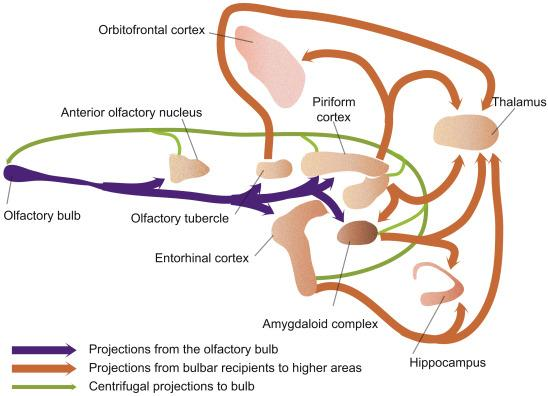 Orbitofrontal cortex
Thalamus
Anterior olfactory nucleus
Piriform
cortex
Olfactory bulb
Olfactory tubercle
Entorhinal cortex
Amygdaloid complex
Hippocampus
Projections from the olfactory bulb
Projections from bulbar recipients to higher areas
Centrifugal projections to bulb